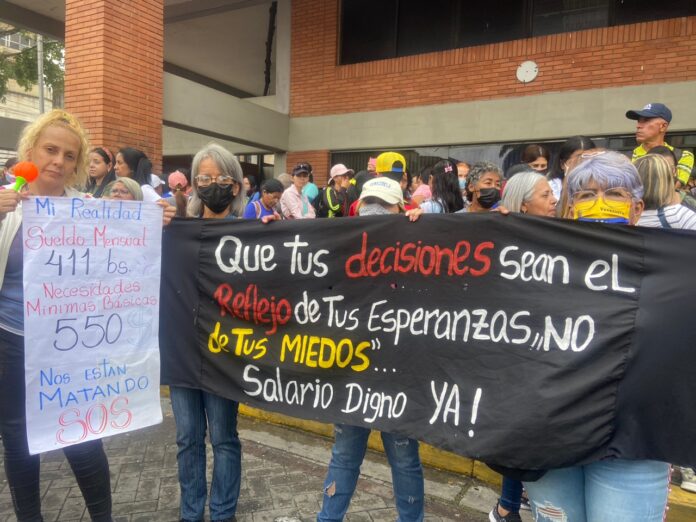 Mi Realidad
Sueldo Mensual
411 bs.
Necesidades
Minimas Básicas
550 $
Nos están
MATANDO
SOS
Que Tus decisiones sean el
Reflejo de Tus Esperanzas, „NO
de Tus MIEDOS”...
Salario Digno YA!